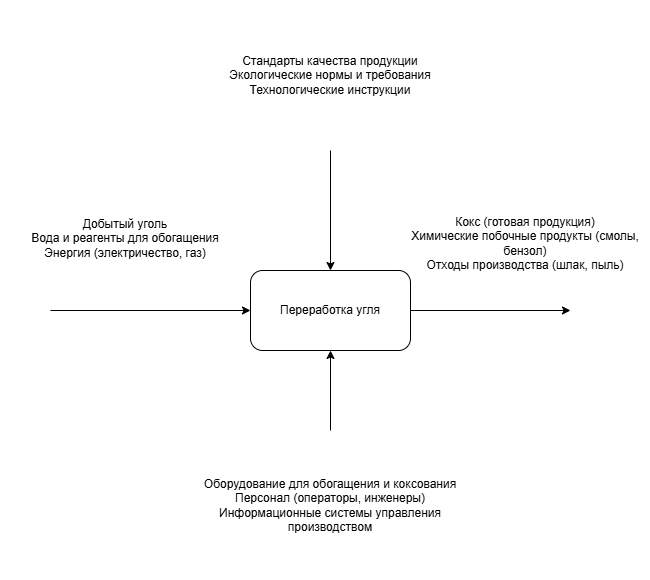 Стандарты качества продукции
Экологические нормы и требования
Технологические инструкции
Добытый уголь
Вода и реагенты для обогащения
Энергия (электричество, газ)
Кокс (готовая продукция)
Химические побочные продукты (смолы,
бензол)
Отходы производства (шлак, пыль)
Переработка угля
Оборудование для обогащения и коксования
Персонал (операторы, инженеры)
Информационные системы управления
производством